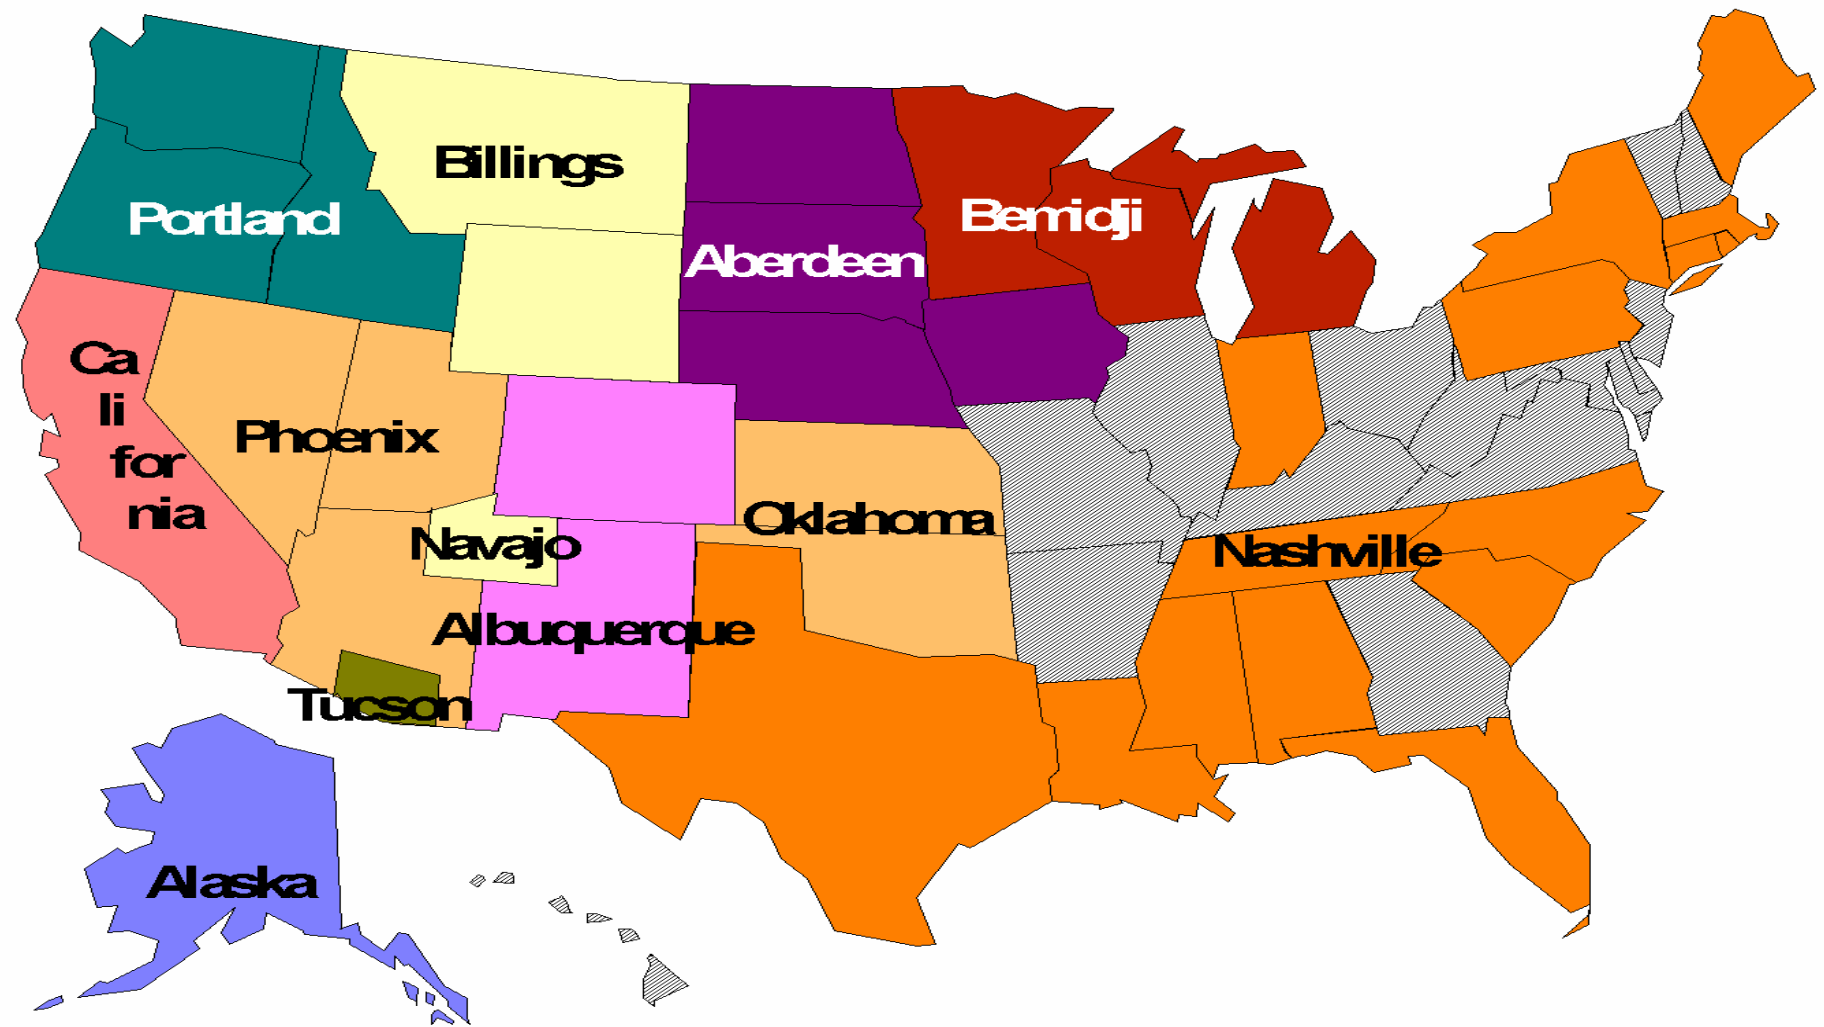 Billings
Portland
Bemidji
Aberdeen
Ca
li
for
nia
Phoenix
Oklahoma
Navajo
Nashville
Albuquerque
Tucson
Alaska